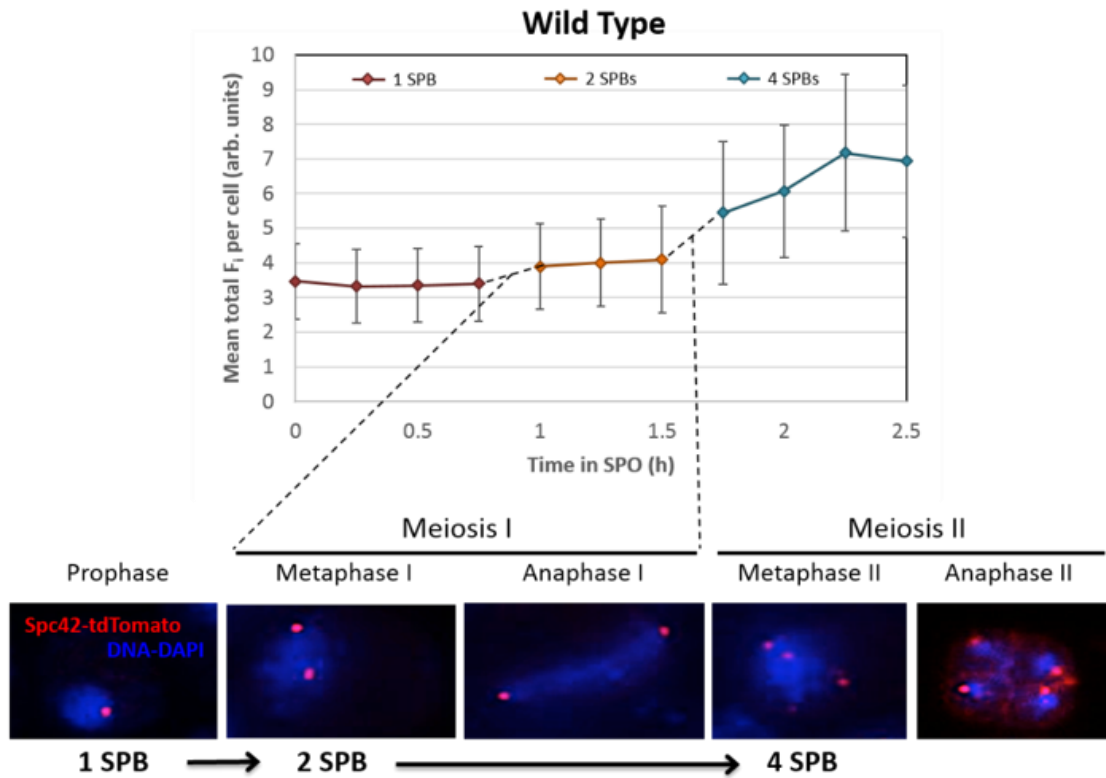 Wild Type
1 SPB 2 SPBs 4 SPBs
Mean total Fi per cell (arb. units)
10
9
8
7
6
5
4
3
2
1
0
0 0.5 1 1.5 2 2.5
Time in SPO (h)
Meiosis I Meiosis II
Prophase Metaphase I Anaphase I Metaphase II Anaphase II
Spc42-tdTomato
DNA-DAPI
1 SPB 2 SPB 4 SPB